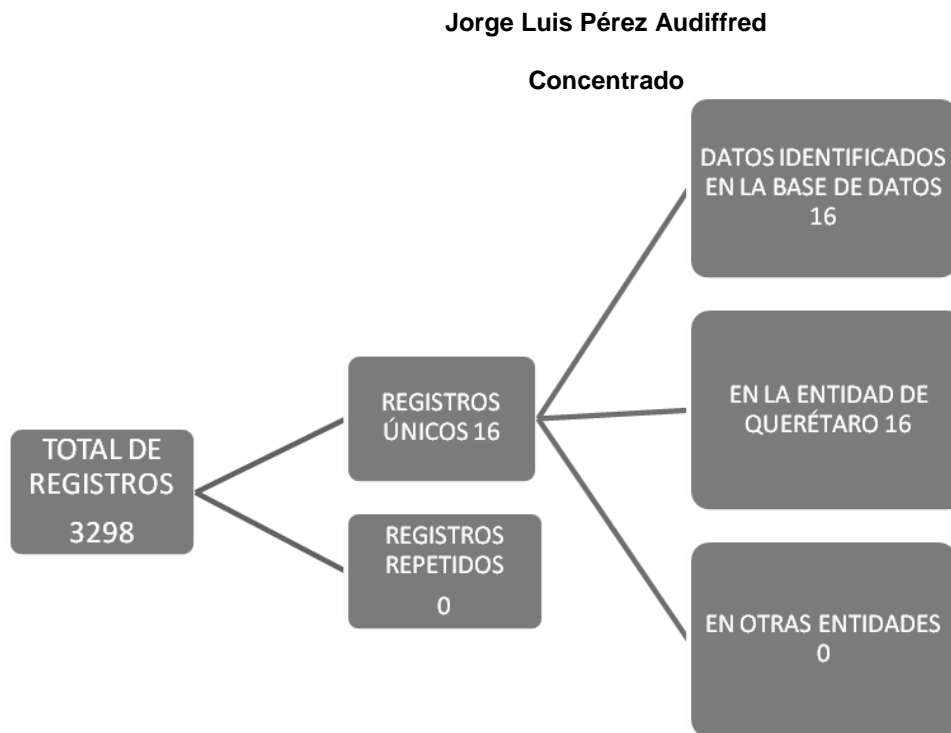 Jorge Luis Pérez Audiffred
Concentrado
TOTAL DE
REGISTROS
3298
REGISTROS
ÚNICOS 16
REGISTROS
REPETIDOS
0
DATOS IDENTIFICADOS
EN LA BASE DE DATOS
16
EN LA ENTIDAD DE
QUERÉTARO 16
EN OTRAS ENTIDADES
0